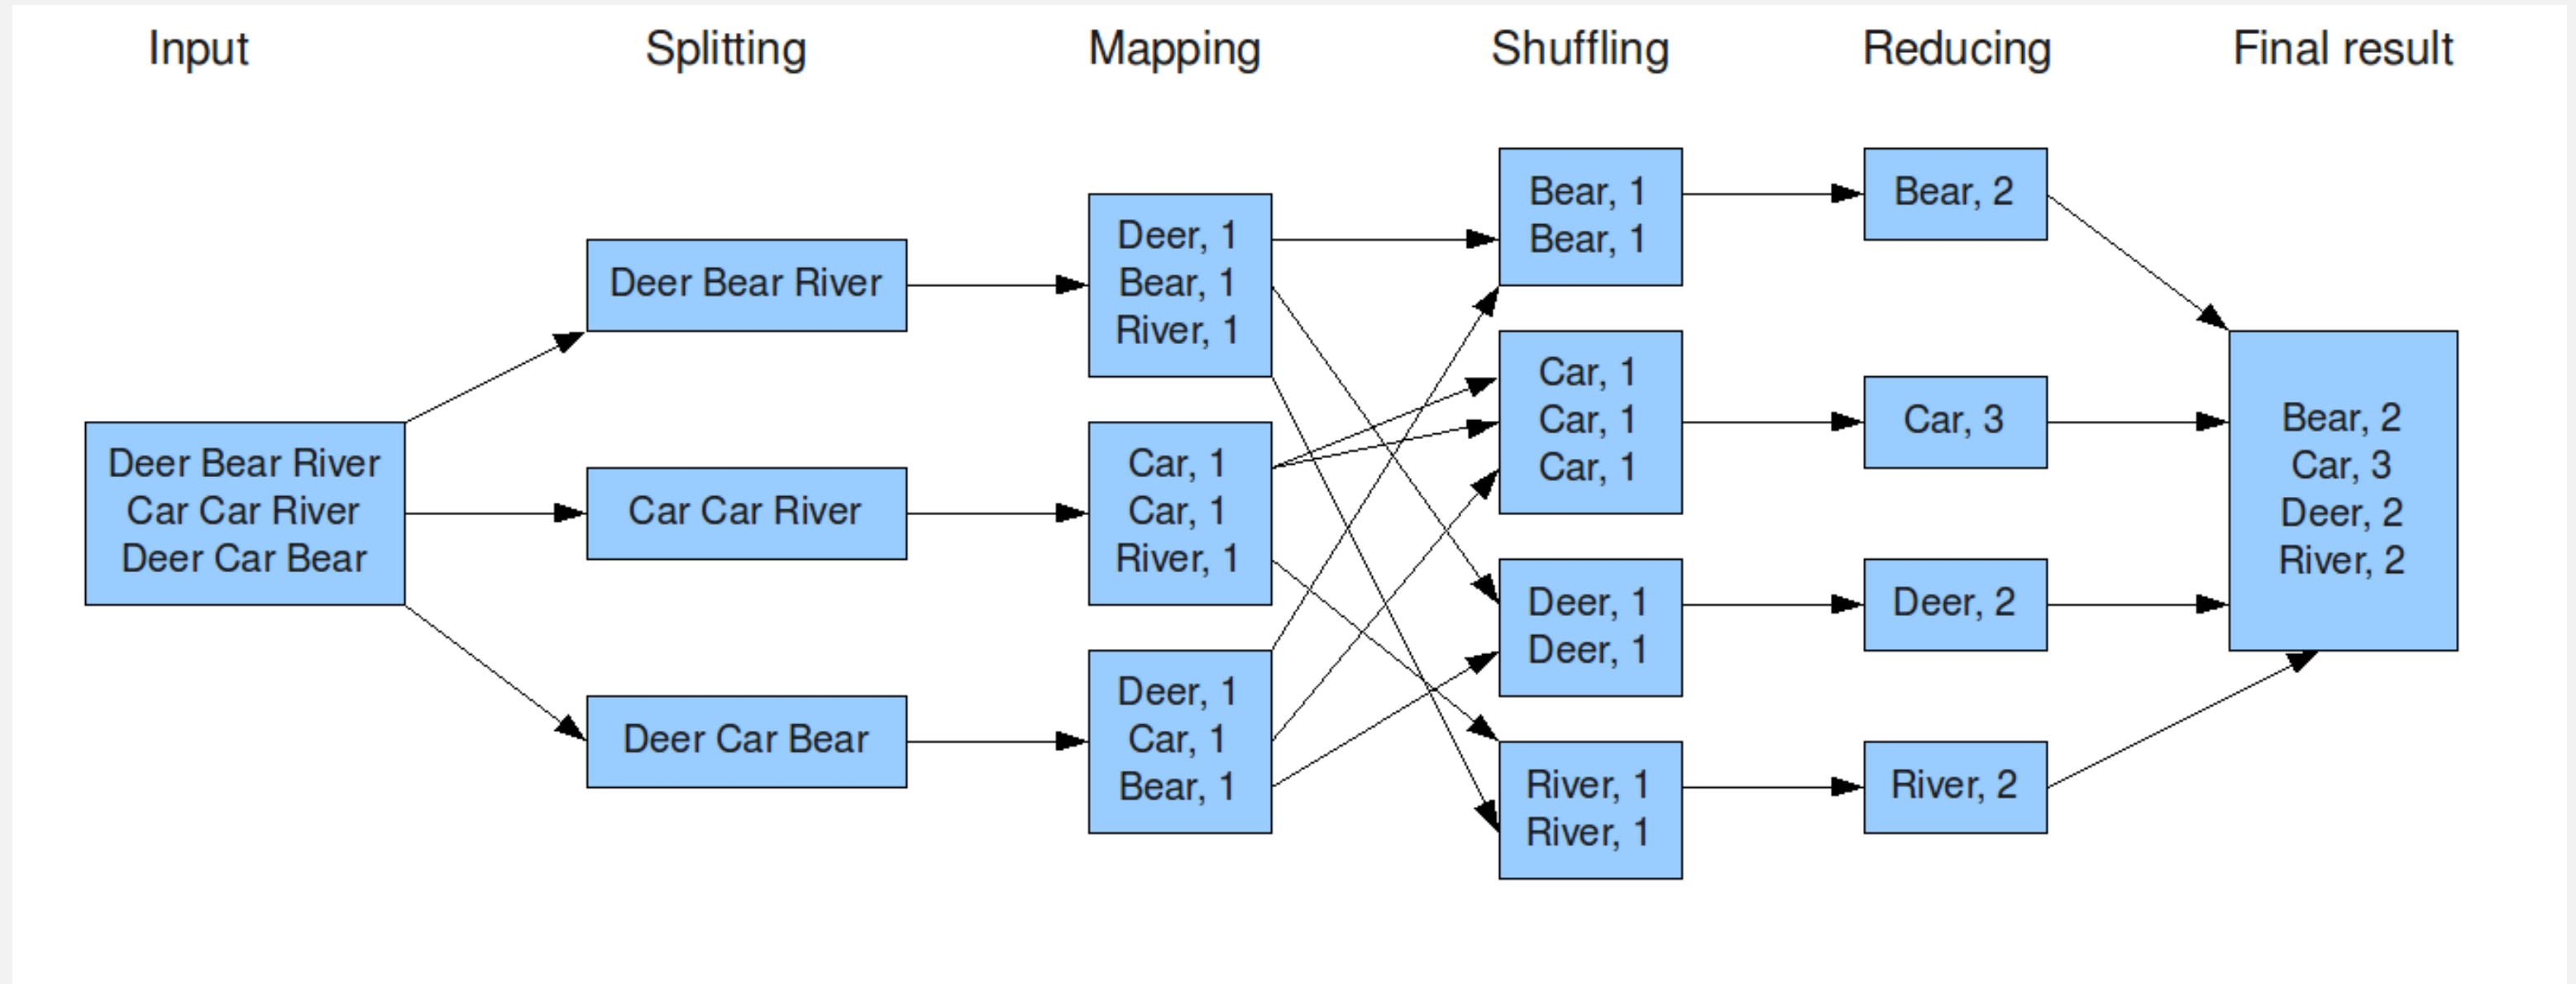 Input
Splitting
Mapping
Shuffling
Reducing
Final result
Deer Bear River
Car Car River
Deer Car Bear
Deer Bear River
Car Car River
Deer Car Bear
Deer, 1
Bear, 1
River, 1
Car, 1
Car, 1
River, 1
Deer, 1
Car, 1
Bear, 1
Bear, 1
Bear, 1
Car, 1
Car, 1
Car, 1
Deer, 1
Deer, 1
River, 1
River, 1
Bear, 2
Car, 3
Deer, 2
River, 2
Bear, 2
Car, 3
Deer, 2
River, 2